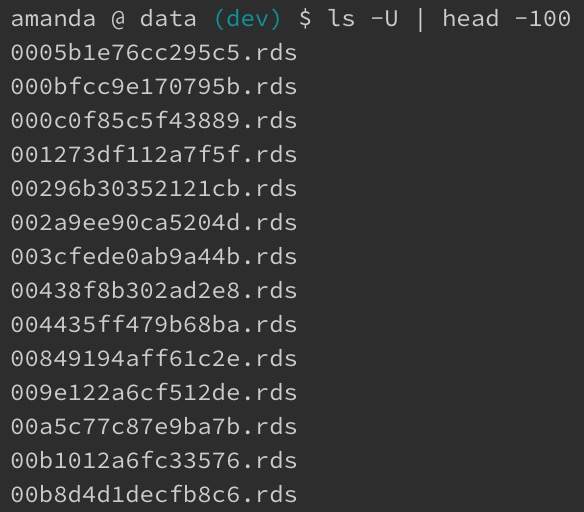 amanda @ data (dev) $ ls -U | head -100
0005b1e76cc295c5.rds
000bfcc9e170795b.rds
000c0f85c5f43889.rds
001273df112a7f5f.rds
00296b30352121cb.rds
002a9ee90ca5204d.rds
003cfede0ab9a44b.rds
00438f8b302ad2e8.rds
004435ff479b68ba.rds
00849194aff61c2e.rds
009e122a6cf512de.rds
00a5c77c87e9ba7b.rds
00b1012a6fc33576.rds
00b8d4d1decfb8c6.rds